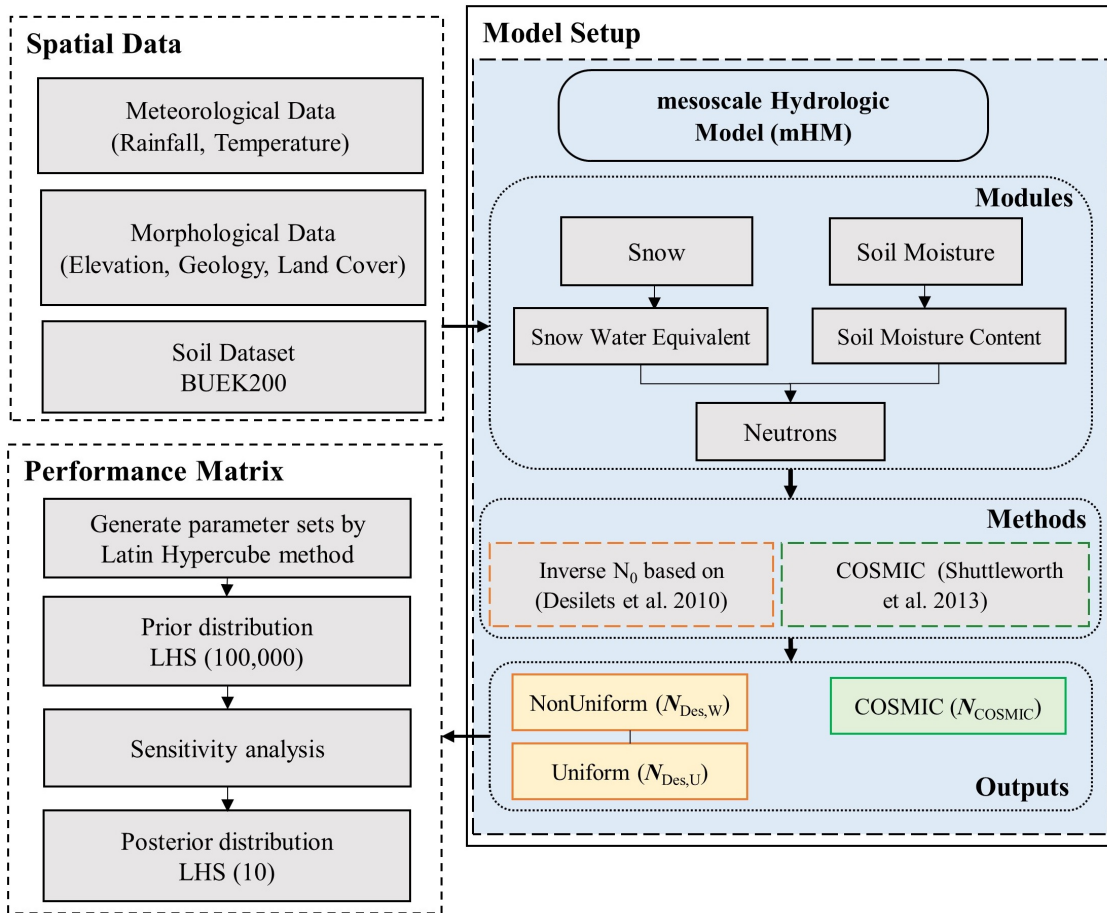 Spatial Data
Meteorological Data
(Rainfall, Temperature)
Morphological Data
(Elevation, Geology, Land Cover)
Soil Dataset
BUEK200
Model Setup
mesoscale Hydrologic
Model (mHM)
Modules
Snow
Soil Moisture
Snow Water Equivalent
Soil Moisture Content
Neutrons
Methods
Inverse N₀ based on
(Desilets et al. 2010)
COSMIC (Shuttleworth
et al. 2013)
NonUniform (N_Des,W)
Uniform (N_Des,U)
COSMIC (N_COSMIC)
Outputs
Performance Matrix
Generate parameter sets by
Latin Hypercube method
Prior distribution
LHS (100,000)
Sensitivity analysis
Posterior distribution
LHS (10)